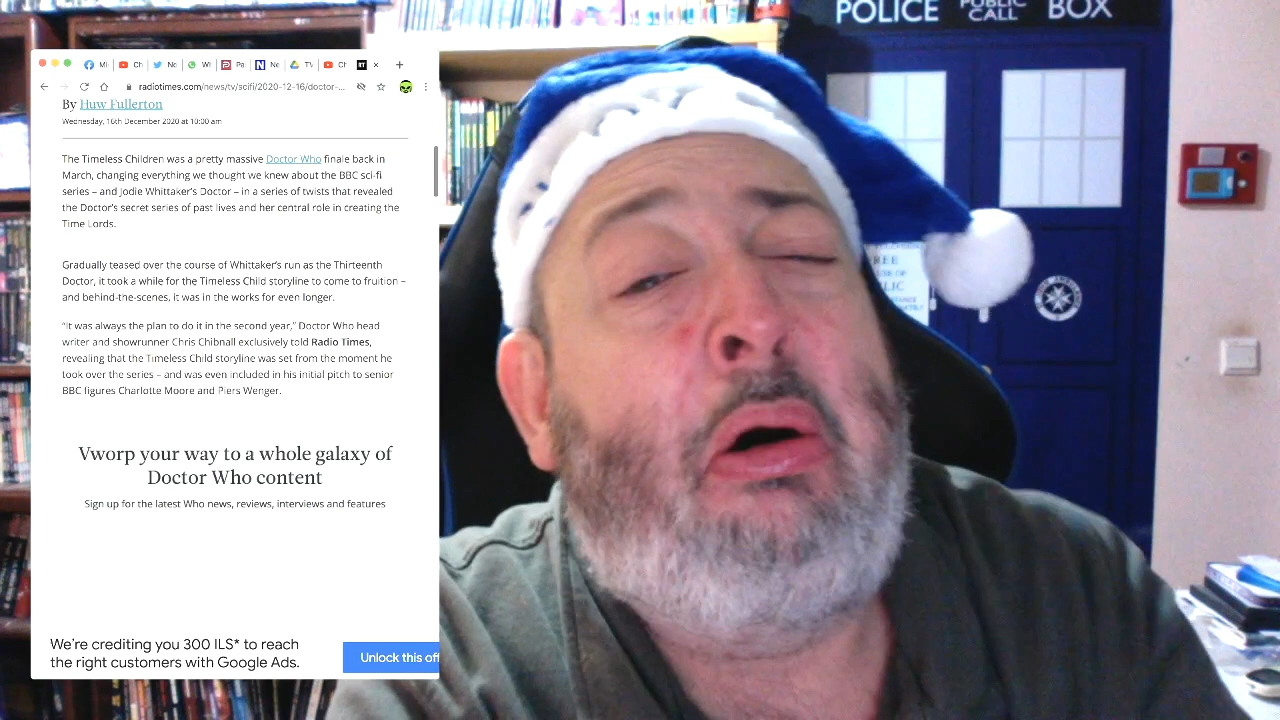 POLICE PUBLIC CALL BOX
radiotimes.com/news/tv/scifi/2020-12-16/doctor-...
By Huw Fullerton
Wednesday, 16th December 2020 at 10:00 am
The Timeless Children was a pretty massive Doctor Who finale back in
March, changing everything we thought we knew about the BBC sci-fi
series – and Jodie Whittaker's Doctor – in a series of twists that revealed
the Doctor's secret series of past lives and her central role in creating the
Time Lords.
Gradually teased over the course of Whittaker's run as the Thirteenth
Doctor, it took a while for the Timeless Child storyline to come to fruition –
and behind-the-scenes, it was in the works for even longer.
"It was always the plan to do it in the second year," Doctor Who head
writer and showrunner Chris Chibnall exclusively told Radio Times,
revealing that the Timeless Child storyline was set from the moment he
took over the series – and was even included in his initial pitch to senior
BBC figures Charlotte Moore and Piers Wenger.
Vworp your way to a whole galaxy of
Doctor Who content
Sign up for the latest Who news, reviews, interviews and features
We're crediting you 300 ILS* to reach
the right customers with Google Ads.
Unlock this off